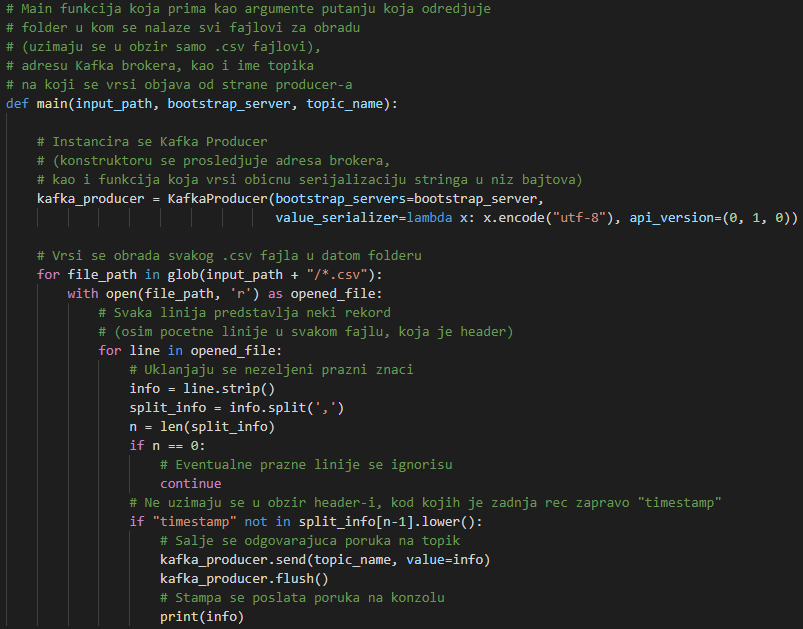 # Main funkcija koja prima kao argumente putanju koja odredjuje
# folder u kom se nalaze svi fajlovi za obradu
# (uzimaju se u obzir samo .csv fajlovi),
# adresu Kafka brokera, kao i ime topika
# na koji se vrsi objava od strane producer-a
def main(input_path, bootstrap_server, topic_name):
    # Instancira se Kafka Producer
    # (konstruktoru se prosledjuje adresa brokera,
    # kao i funkcija koja vrsi obicnu serijalizaciju stringa u niz bajtova)
    kafka_producer = KafkaProducer(bootstrap_servers=bootstrap_server,
                                   value_serializer=lambda x: x.encode("utf-8"), api_version=(0, 1, 0))
    # Vrsi se obrada svakog .csv fajla u datom folderu
    for file_path in glob(input_path + "/*.csv"):
        with open(file_path, 'r') as opened_file:
            # Svaka linija predstavlja neki rekord
            # (osim pocetne linije u svakom fajlu, koja je header)
            for line in opened_file:
                # Uklanjaju se nezeljeni prazni znaci
                info = line.strip()
                split_info = info.split(',')
                n = len(split_info)
                if n == 0:
                    # Eventualne prazne linije se ignorisu
                    continue
                # Ne uzimaju se u obzir header-i, kod kojih je zadnja rec zapravo "timestamp"
                if "timestamp" not in split_info[n-1].lower():
                    # Salje se odgovarajuca poruka na topik
                    kafka_producer.send(topic_name, value=info)
                    kafka_producer.flush()
                    # Stampa se poslata poruka na konzolu
                    print(info)